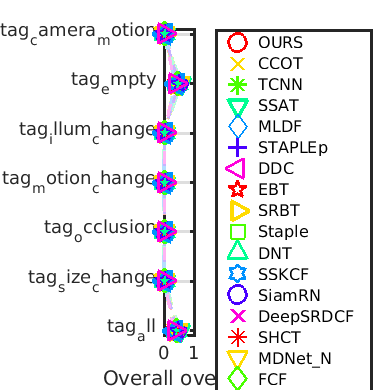 tag_camera_motion
tag_empty
tag_illum_change
tag_motion_change
tag_occlusion
tag_size_change
tag_all
0 1
Overall ove
OURS
CCOT
TCNN
SSAT
MLDF
STAPLEp
DDC
EBT
SRBT
Staple
DNT
SSKCF
SiamRN
DeepSRDCF
SHCT
MDNet_N
FCF